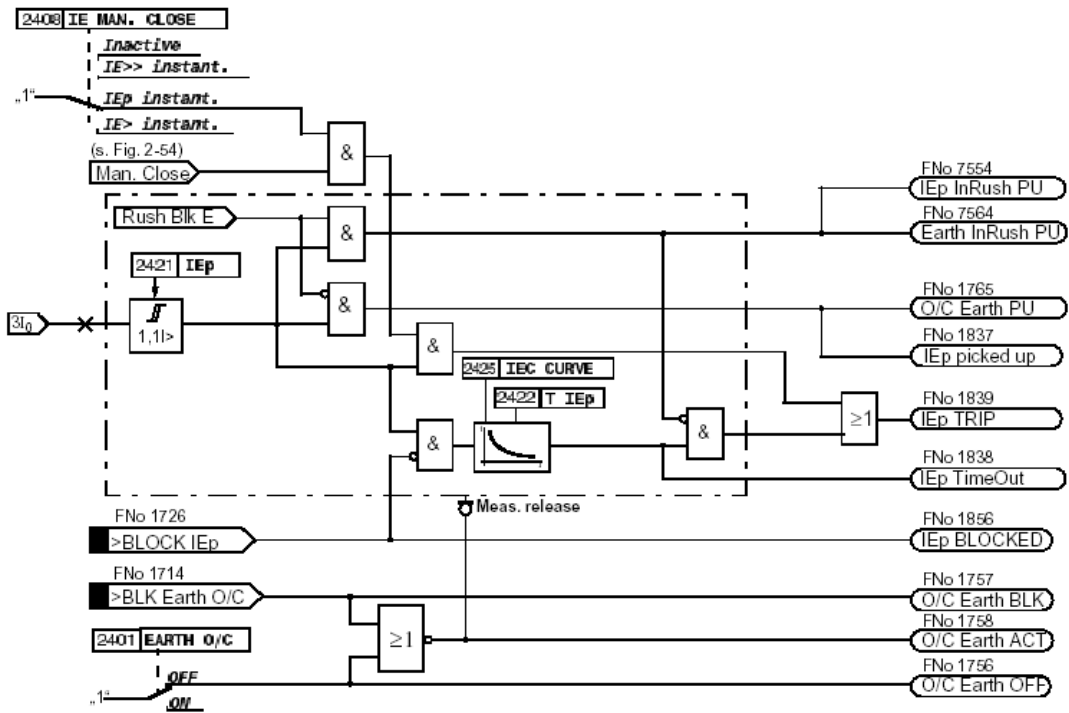 2408 IE MAN. CLOSE
Inactive
IE>> instant.
„1“
IEp instant.
IE> instant.
(s. Fig. 2-54)
Man. Close
&
FNo 7554
IEp InRush PU
Rush Blk E
&
FNo 7564
Earth InRush PU
2421 IEp
&
FNo 1765
O/C Earth PU
3I0
1,1I>
&
FNo 1837
IEp picked up
2425 IEC CURVE
2422 T IEp
FNo 1839
≥1
IEp TRIP
&
&
t
I
FNo 1838
IEp TimeOut
Meas. release
FNo 1726
>BLOCK IEp
FNo 1856
IEp BLOCKED
FNo 1714
>BLK Earth O/C
FNo 1757
O/C Earth BLK
2401 EARTH O/C
≥1
FNo 1758
O/C Earth ACT
OFF
FNo 1756
O/C Earth OFF
„1“
ON